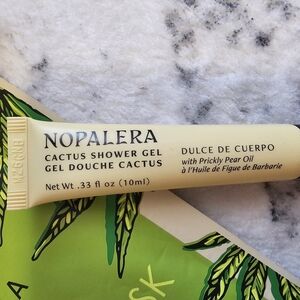 NOPALERA
CACTUS SHOWER GEL
GEL DOUCHE CACTUS
Net Wt .33 fl oz (10ml)
DULCE DE CUERPO
with Prickly Pear Oil
à l'Huile de Figue de Barbarie
SK
A